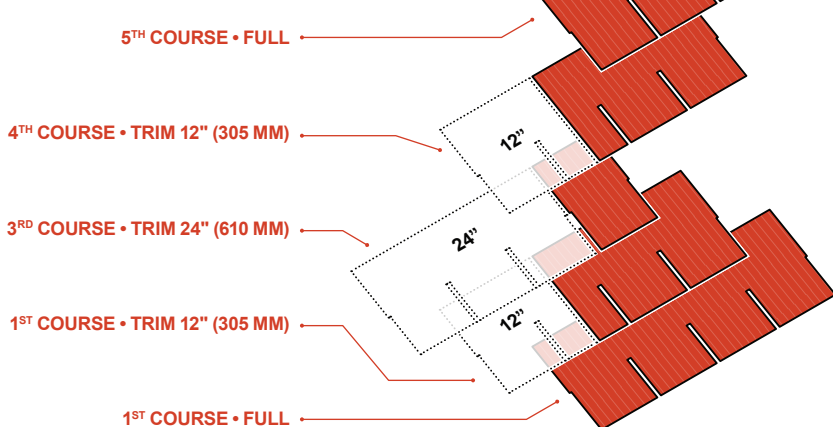 5TH COURSE • FULL
4TH COURSE • TRIM 12" (305 MM)
12”
3RD COURSE • TRIM 24" (610 MM)
24”
1ST COURSE • TRIM 12" (305 MM)
12”
1ST COURSE • FULL